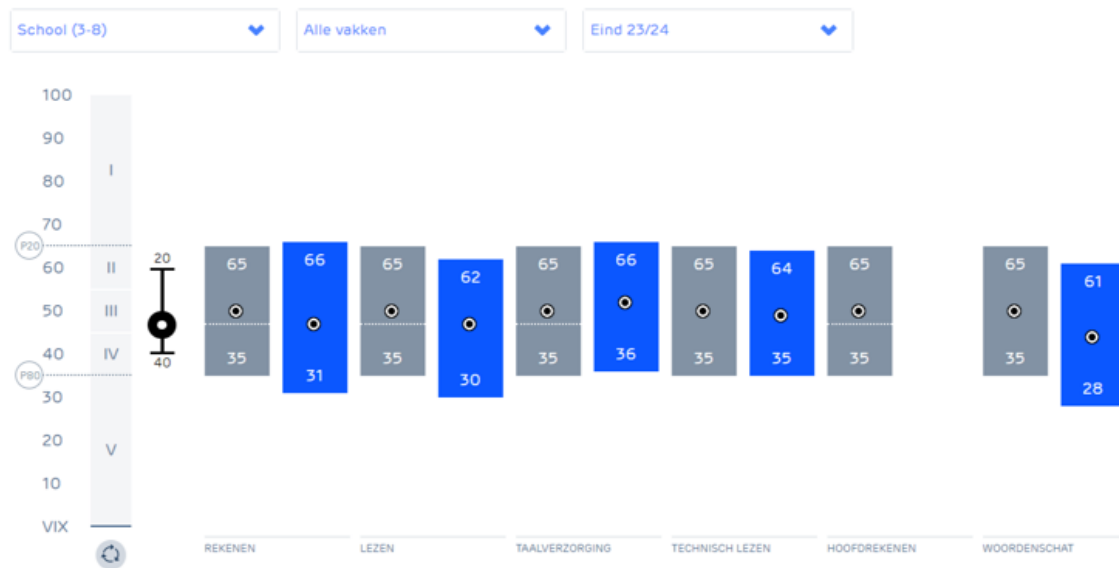 School (3-8) Alle vakken Eind 23/24
100
90
80
70
60
50
40
30
20
10
VIX
P20
P80
I
II
III
IV
V
20
40
65 66 65 62 65 66 65 64 65 65 61
35 31 35 30 35 36 35 35 35 35 28
REKENEN LEZEN TAALVERZORGING TECHNISCH LEZEN HOOFDREKENEN WOORDENSCHAT